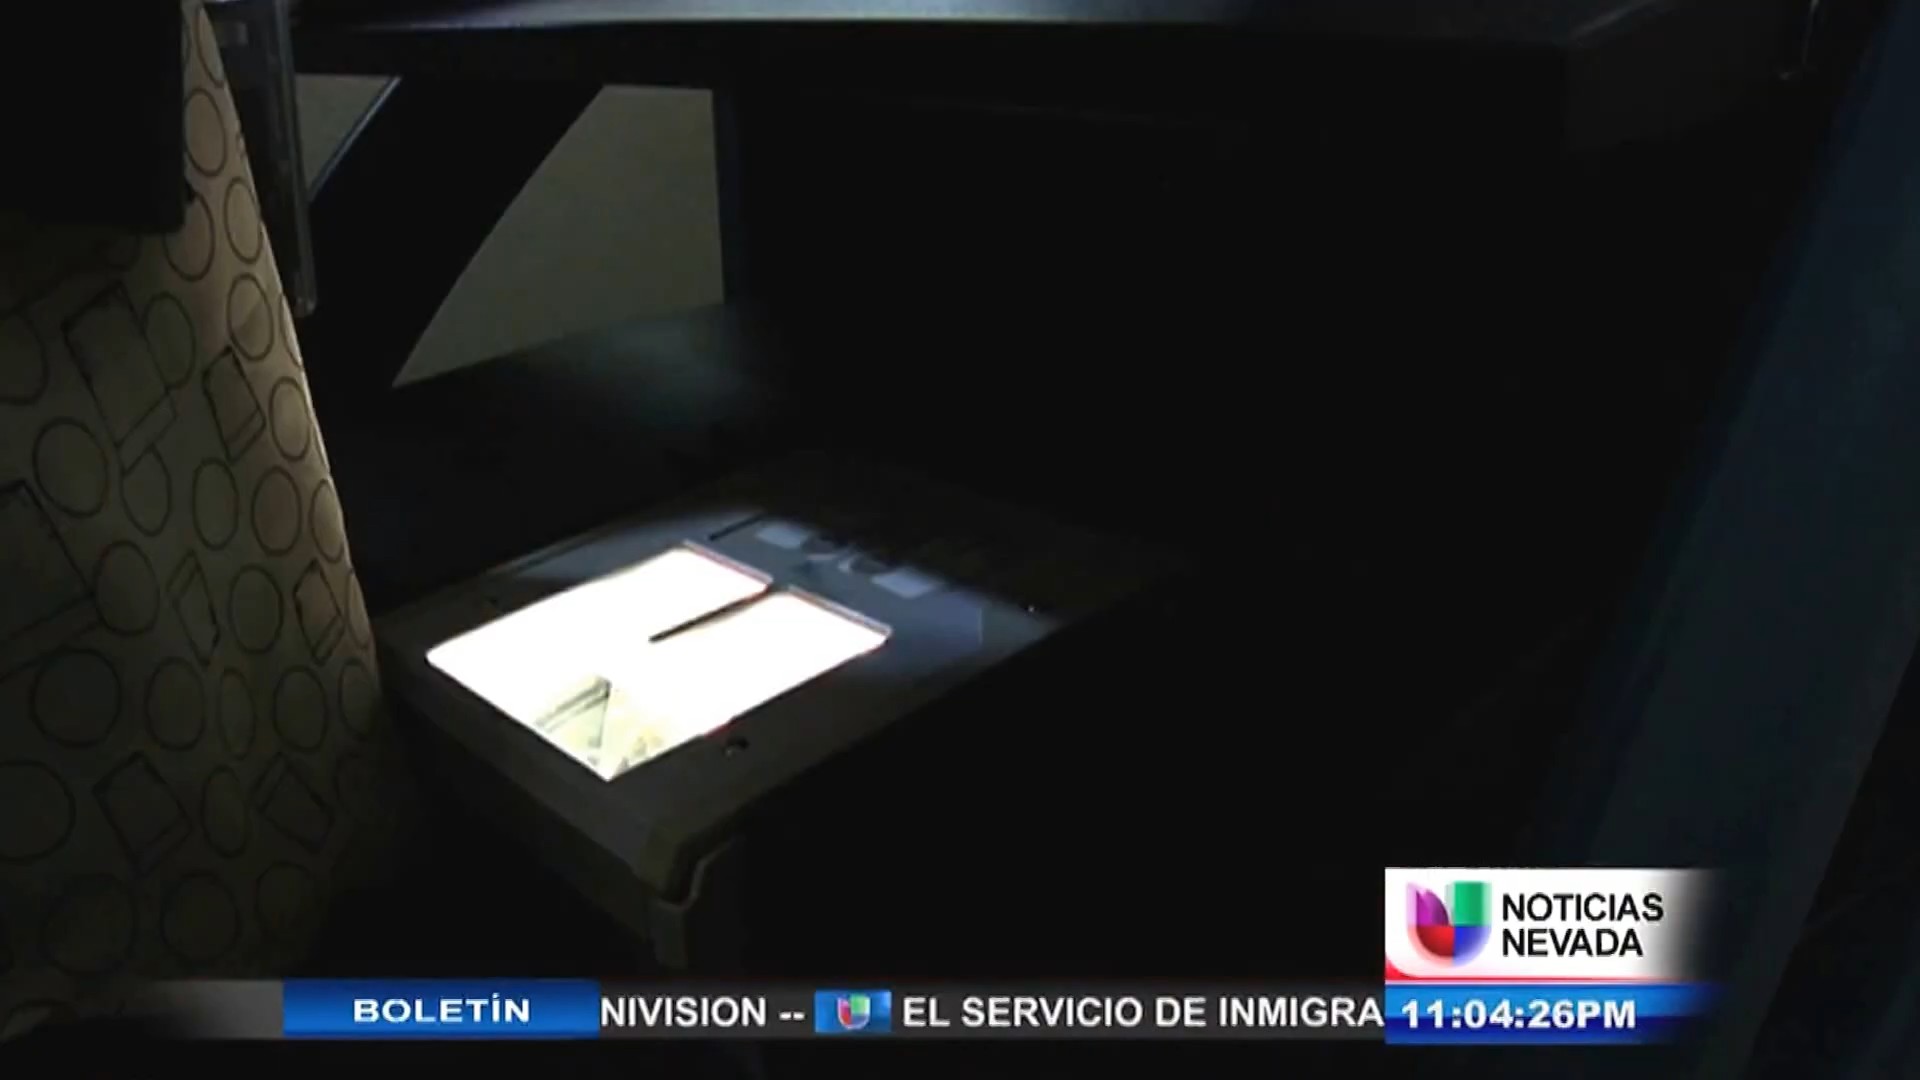 NOTICIAS
NEVADA
BOLETÍN
NIVISION -- EL SERVICIO DE INMIGRA
11:04:26PM